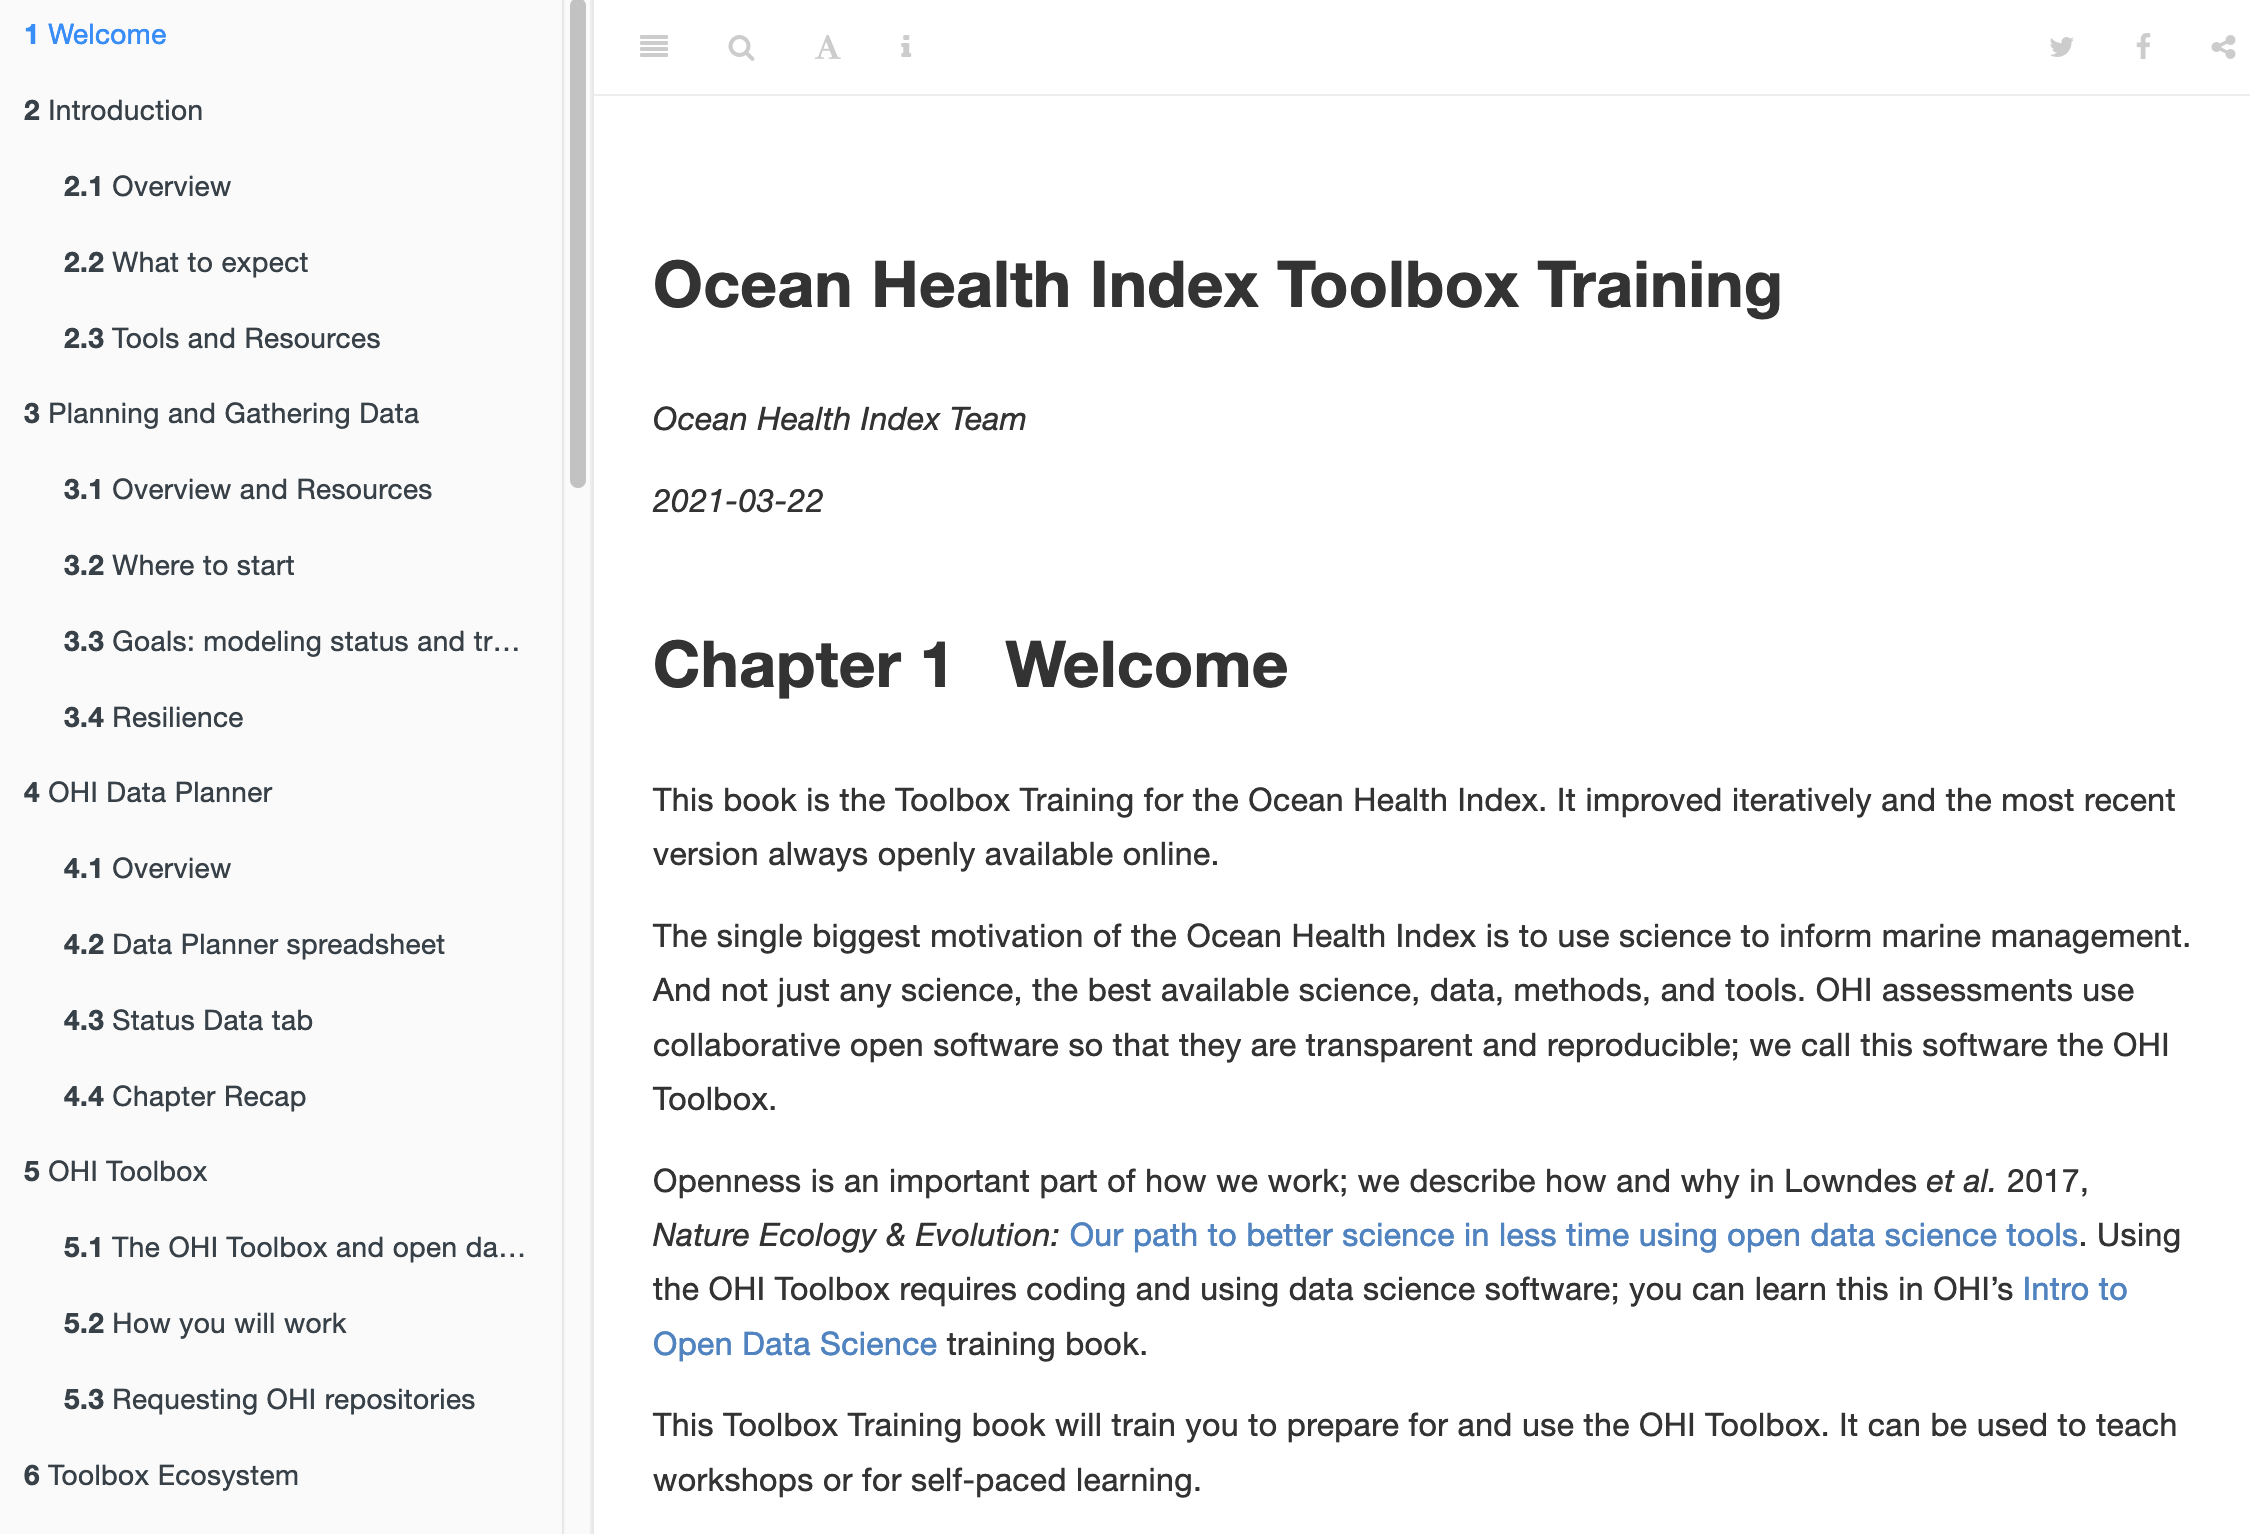 1 Welcome
2 Introduction
2.1 Overview
2.2 What to expect
2.3 Tools and Resources
3 Planning and Gathering Data
3.1 Overview and Resources
3.2 Where to start
3.3 Goals: modeling status and tr…
3.4 Resilience
4 OHI Data Planner
4.1 Overview
4.2 Data Planner spreadsheet
4.3 Status Data tab
4.4 Chapter Recap
5 OHI Toolbox
5.1 The OHI Toolbox and open da…
5.2 How you will work
5.3 Requesting OHI repositories
6 Toolbox Ecosystem
Ocean Health Index Toolbox Training
Ocean Health Index Team
2021-03-22
Chapter 1 Welcome
This book is the Toolbox Training for the Ocean Health Index. It improved iteratively and the most recent
version always openly available online.
The single biggest motivation of the Ocean Health Index is to use science to inform marine management.
And not just any science, the best available science, data, methods, and tools. OHI assessments use
collaborative open software so that they are transparent and reproducible; we call this software the OHI
Toolbox.
Openness is an important part of how we work; we describe how and why in Lowndes et al. 2017,
Nature Ecology & Evolution: Our path to better science in less time using open data science tools. Using
the OHI Toolbox requires coding and using data science software; you can learn this in OHI’s Intro to
Open Data Science training book.
This Toolbox Training book will train you to prepare for and use the OHI Toolbox. It can be used to teach
workshops or for self-paced learning.